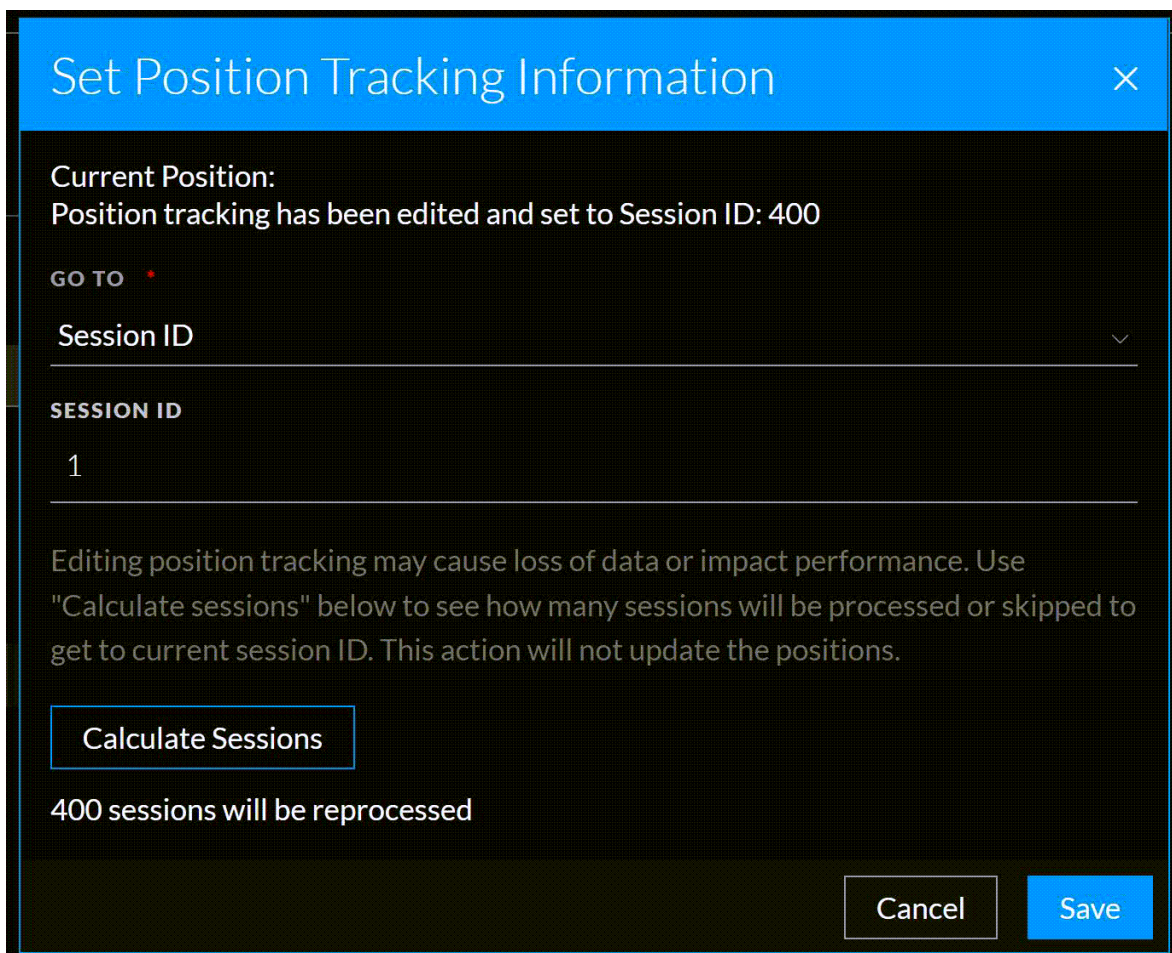 Set Position Tracking Information
Current Position:
Position tracking has been edited and set to Session ID: 400
GO TO *
Session ID
SESSION ID
1
Editing position tracking may cause loss of data or impact performance. Use
"Calculate sessions" below to see how many sessions will be processed or skipped to
get to current session ID. This action will not update the positions.
Calculate Sessions
400 sessions will be reprocessed
Cancel Save